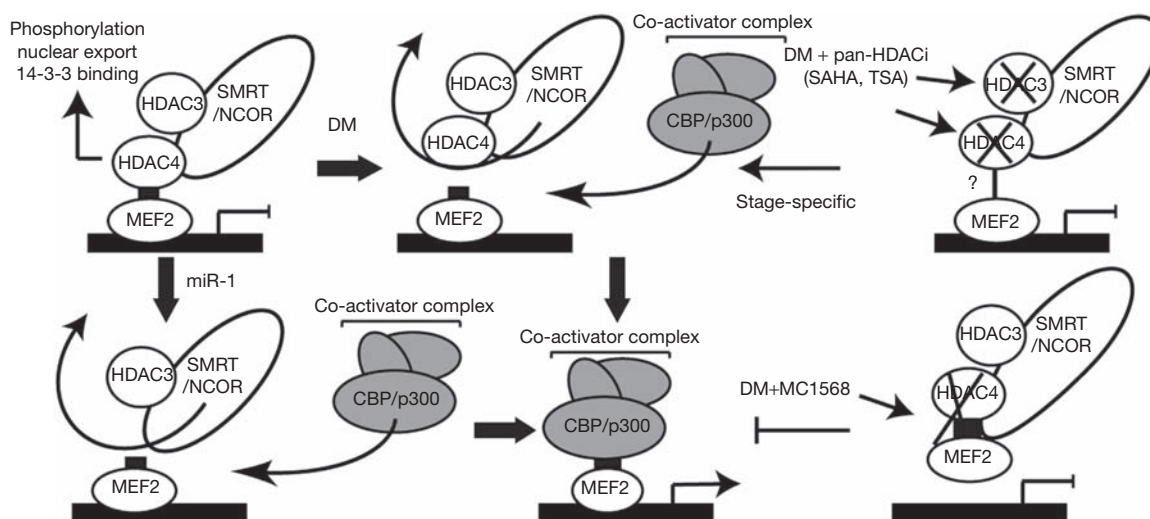 Phosphorylation
nuclear export
14-3-3 binding
HDAC3
SMRT
/NCOR
HDAC4
MEF2
DM
HDAC3
SMRT
/NCOR
HDAC4
MEF2
Co-activator complex
CBP/p300
DM + pan-HDACi
(SAHA, TSA)
Stage-specific
HDAC3
SMRT
/NCOR
HDAC4
?
MEF2
miR-1
HDAC3
SMRT
/NCOR
MEF2
Co-activator complex
CBP/p300
Co-activator complex
CBP/p300
MEF2
DM+MC1568
HDAC3
SMRT
/NCOR
HDAC4
MEF2